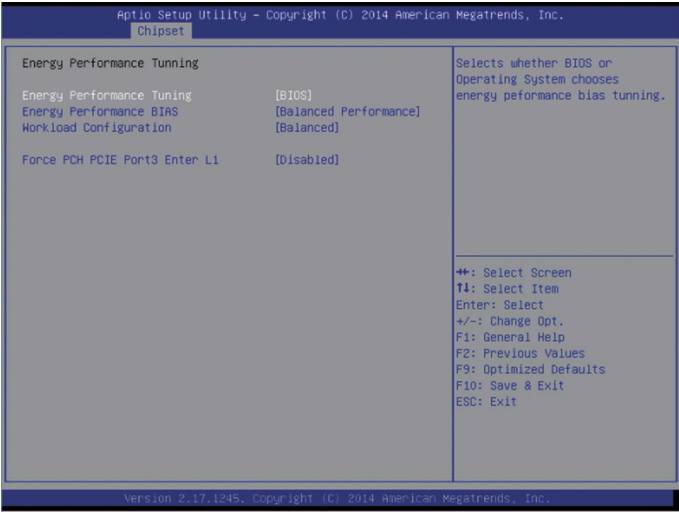 Aptio Setup Utility – Copyright (C) 2014 American Megatrends, Inc.
Chipset
Energy Performance Tunning
Energy Performance Tuning [BIOS]
Energy Performance BIAS [Balanced Performance]
Workload Configuration [Balanced]
Force PCH PCIE Port3 Enter L1 [Disabled]
Selects whether BIOS or
Operating System chooses
energy peformance bias tunning.
→←: Select Screen
↑↓: Select Item
Enter: Select
+/-: Change Opt.
F1: General Help
F2: Previous Values
F9: Optimized Defaults
F10: Save & Exit
ESC: Exit
Version 2.17.1245. Copyright (C) 2014 American Megatrends, Inc.